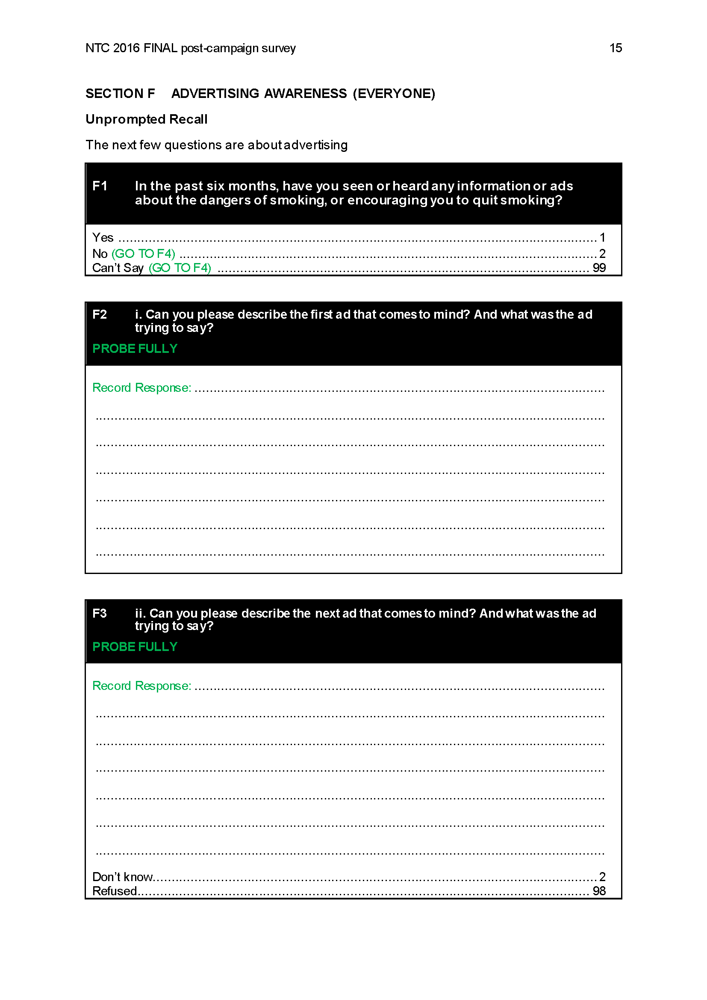 NTC 2016 FINAL post-campaign survey 15
SECTION F ADVERTISING AWARENESS (EVERYONE)
Unprompted Recall
The next few questions are about advertising
F1 In the past six months, have you seen or heard any information or ads
about the dangers of smoking, or encouraging you to quit smoking?
Yes ........................................ 1
No (GO TO F4) ........................................ 2
Can't Say (GO TO F4) ........................................ 99
F2 i. Can you please describe the first ad that comes to mind? And what was the ad
trying to say?
PROBE FULLY
Record Response: ........................................
F3 ii. Can you please describe the next ad that comes to mind? And what was the ad
trying to say?
PROBE FULLY
Record Response: ........................................
Don't know ........................................ 2
Refused ........................................ 98